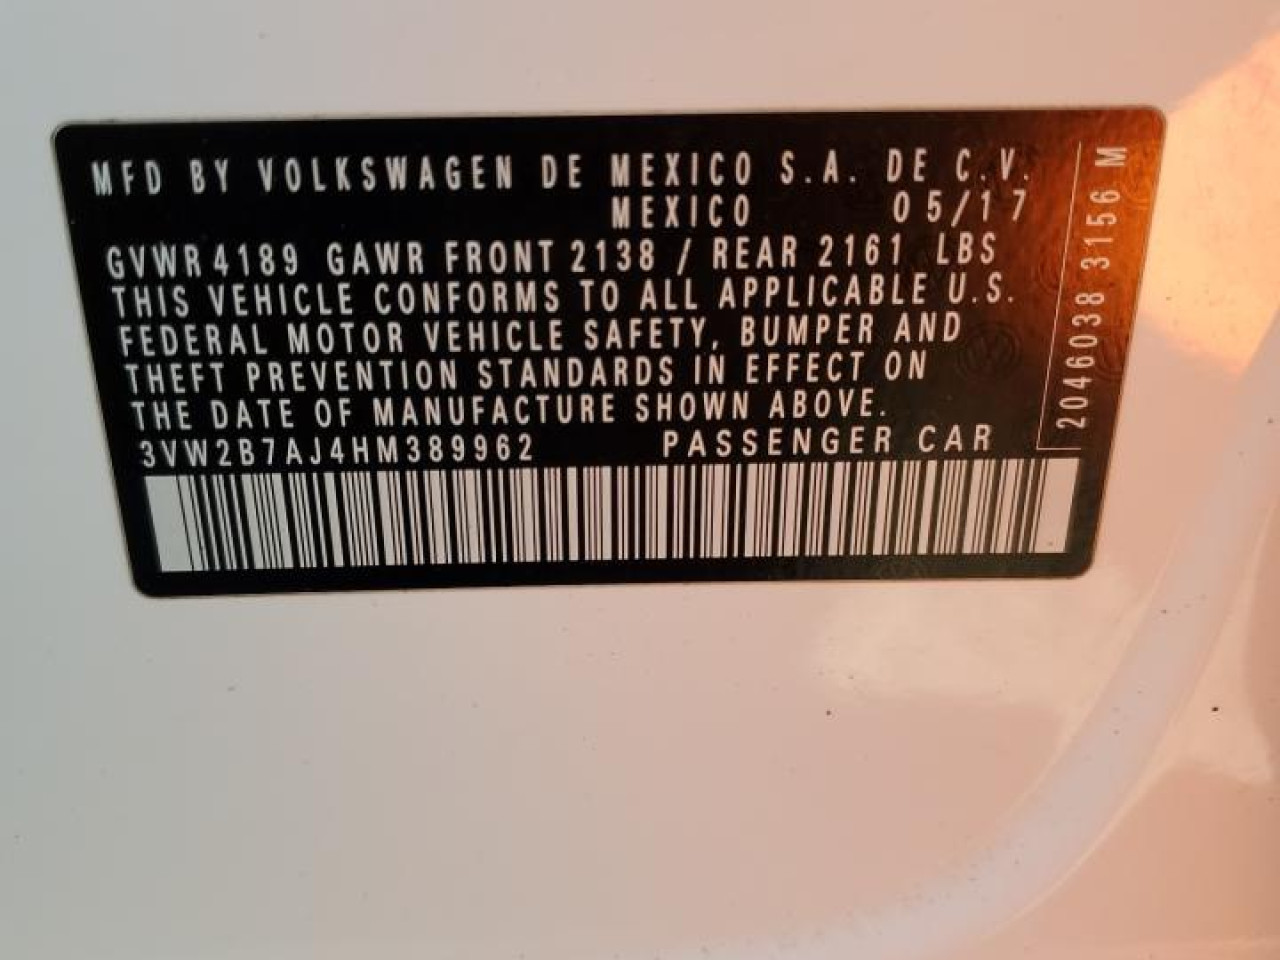 MFD BY VOLKSWAGEN DE MEXICO S.A. DE C.V.
MEXICO 05/17
GVWR 4189 GAWR FRONT 2138 / REAR 2161 LBS
THIS VEHICLE CONFORMS TO ALL APPLICABLE U.S.
FEDERAL MOTOR VEHICLE SAFETY, BUMPER AND
THEFT PREVENTION STANDARDS IN EFFECT ON
THE DATE OF MANUFACTURE SHOWN ABOVE.
3VW2B7AJ4HM389962 PASSENGER CAR
2046038 3156 M